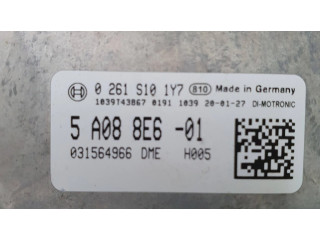 0 261 S10 1Y7 810 Made in Germany
1039T43867 0191 1039 20-01-27 DI-MOTRONIC
5 A08 8E6 -01
031564966 DME H005